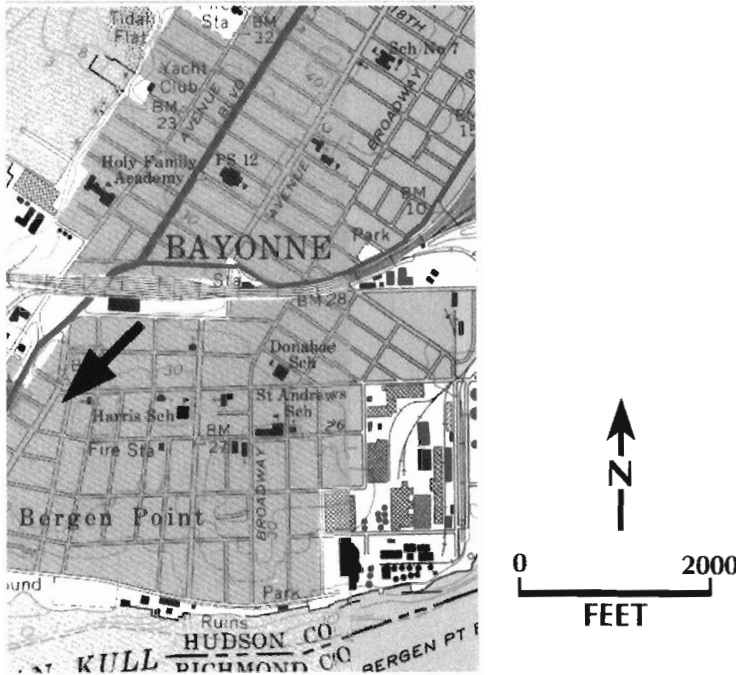 18TH
Tidal
Flat
Sta
BM
32
Sch No 7
Yacht
Club
BM
23
AVENUE
BLVD
BROADWAY
BM
15
Holy Family
Academy
PS 12
AVENUE
C
BM
10
BAYONNE
Park
Sta
BM 28
Donahoe
Sch
30
Harris Sch
St Andrews
Sch
26
Fire Sta
BM
27
BROADWAY
Bergen Point
30
Park
Ruins
HUDSON CO
KULL
RICHMOND CO
BERGEN PT
N
0
2000
FEET